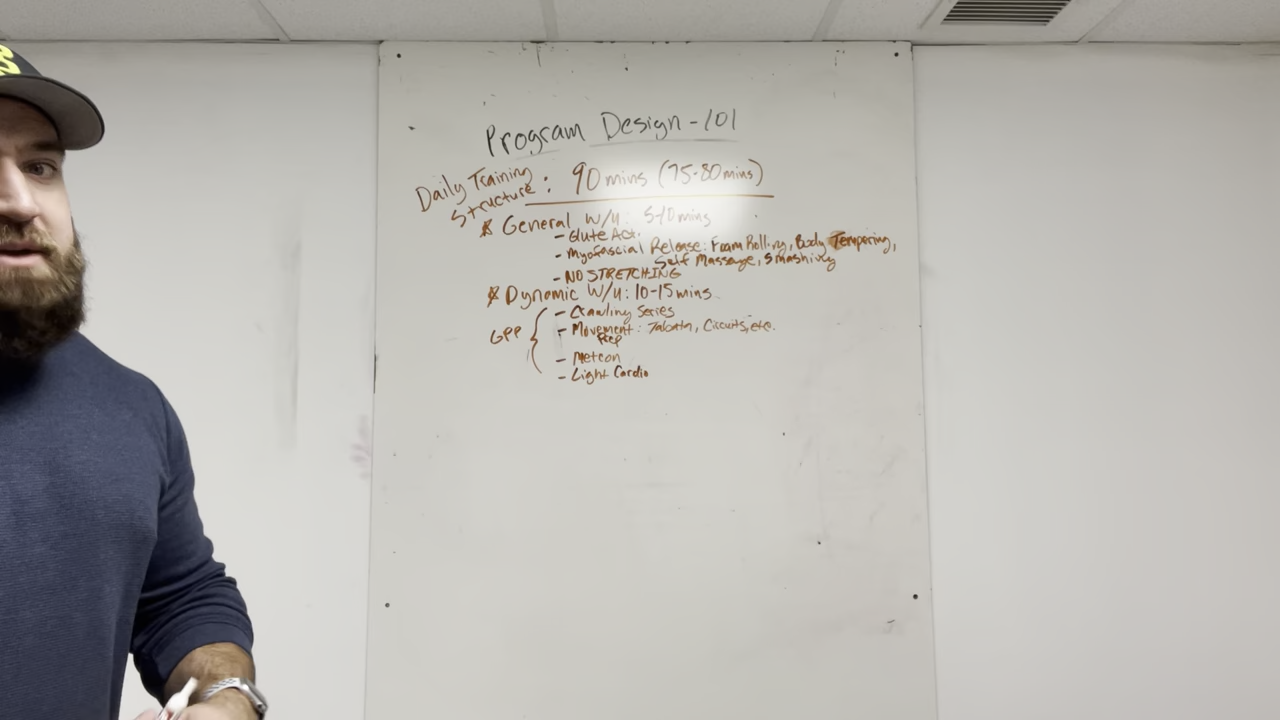 Program Design - 101
Daily Training Structure: 90 mins (75-80 mins)
General W/U: 5-10 mins
- Glute Act.
- Myofascial Release: Foam Rolling, Body Tempering,
Self Massage, Smashing
- NO STRETCHING
Dynamic W/U: 10-15 mins
GPP
- Crawling Series
- Movement: Tabata, Circuits, etc.
Prep
- Metcon
- Light Cardio